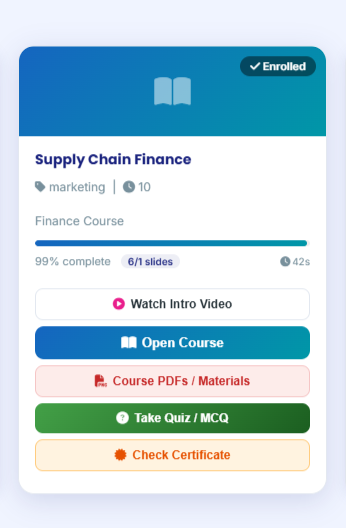 Enrolled
Supply Chain Finance
marketing | 10
Finance Course
99% complete 6/1 slides 42s
Watch Intro Video
Open Course
Course PDFs / Materials
Take Quiz / MCQ
Check Certificate